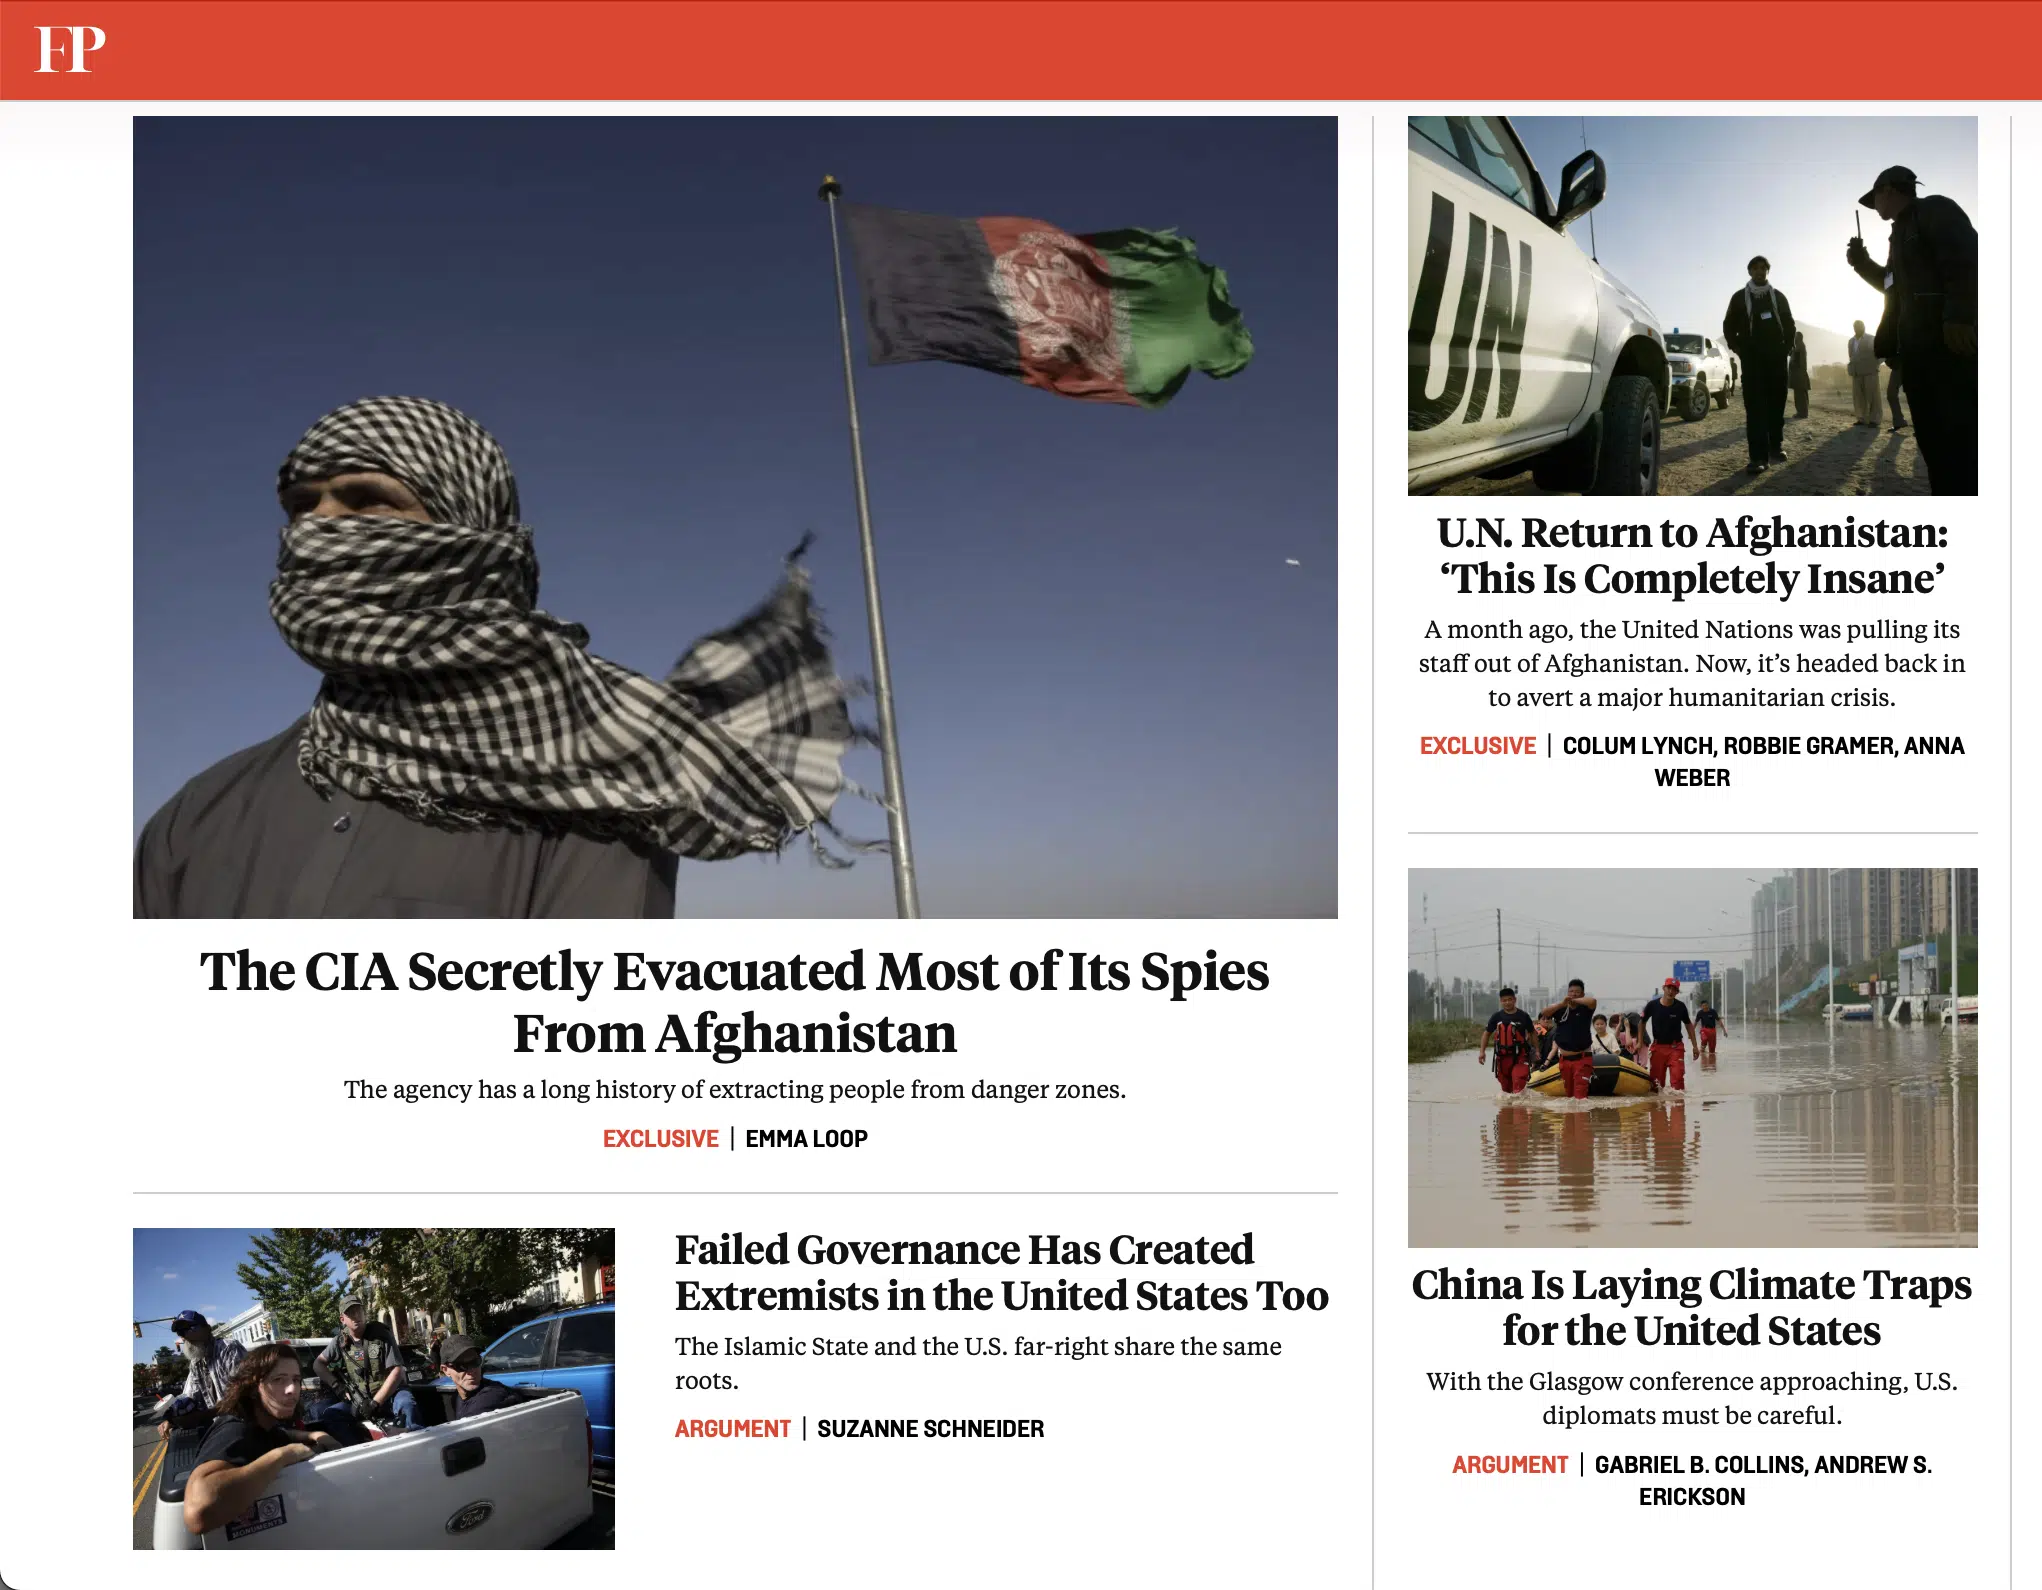 FP
The CIA Secretly Evacuated Most of Its Spies
From Afghanistan
The agency has a long history of extracting people from danger zones.
EXCLUSIVE | EMMA LOOP
Failed Governance Has Created
Extremists in the United States Too
The Islamic State and the U.S. far-right share the same
roots.
ARGUMENT | SUZANNE SCHNEIDER
MONUMENTS
Ford
UN
U.N. Return to Afghanistan:
‘This Is Completely Insane’
A month ago, the United Nations was pulling its
staff out of Afghanistan. Now, it’s headed back in
to avert a major humanitarian crisis.
EXCLUSIVE | COLUM LYNCH, ROBBIE GRAMER, ANNA
WEBER
China Is Laying Climate Traps
for the United States
With the Glasgow conference approaching, U.S.
diplomats must be careful.
ARGUMENT | GABRIEL B. COLLINS, ANDREW S.
ERICKSON